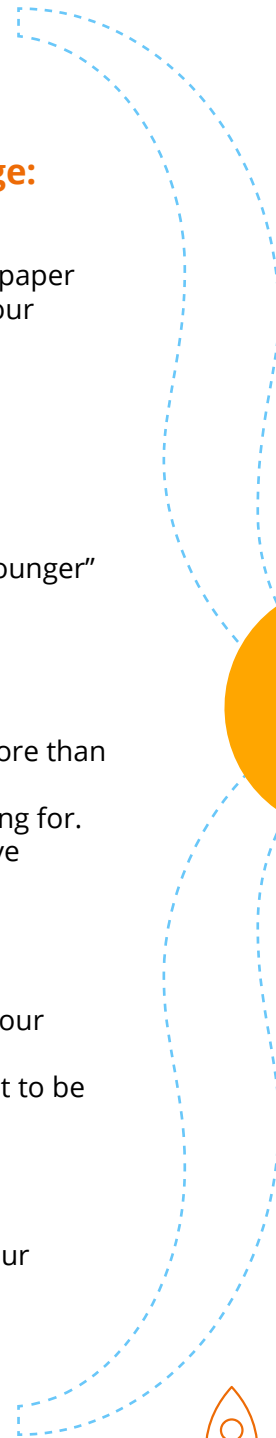 ge:
paper
our
ounger”
ore than
ng for.
ve
our
t to be
ur